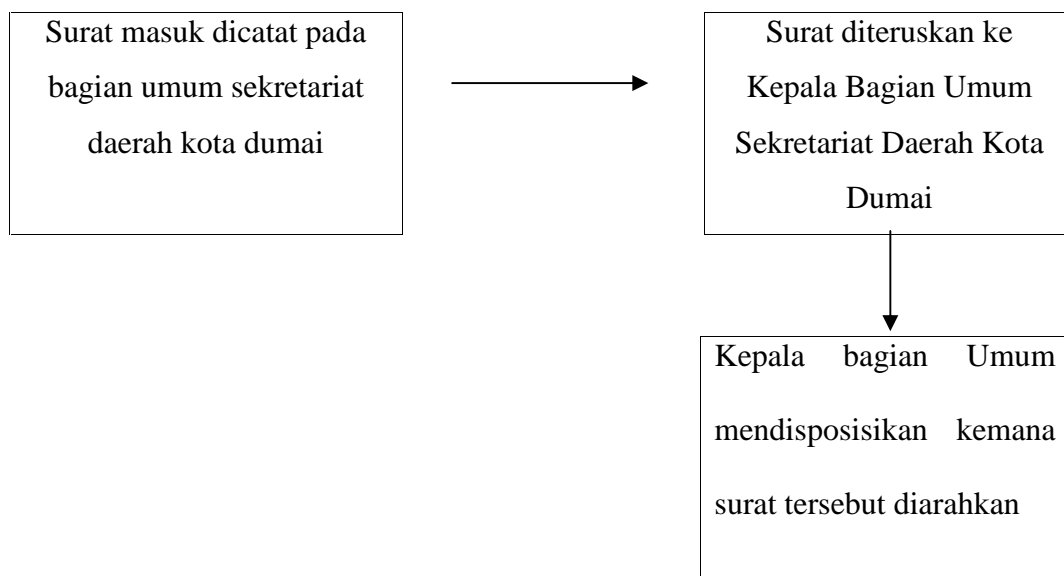 Surat masuk dicatat pada
bagian umum sekretariat
daerah kota dumai
Surat diteruskan ke
Kepala Bagian Umum
Sekretariat Daerah Kota
Dumai
Kepala bagian Umum
mendisposisikan kemana
surat tersebut diarahkan